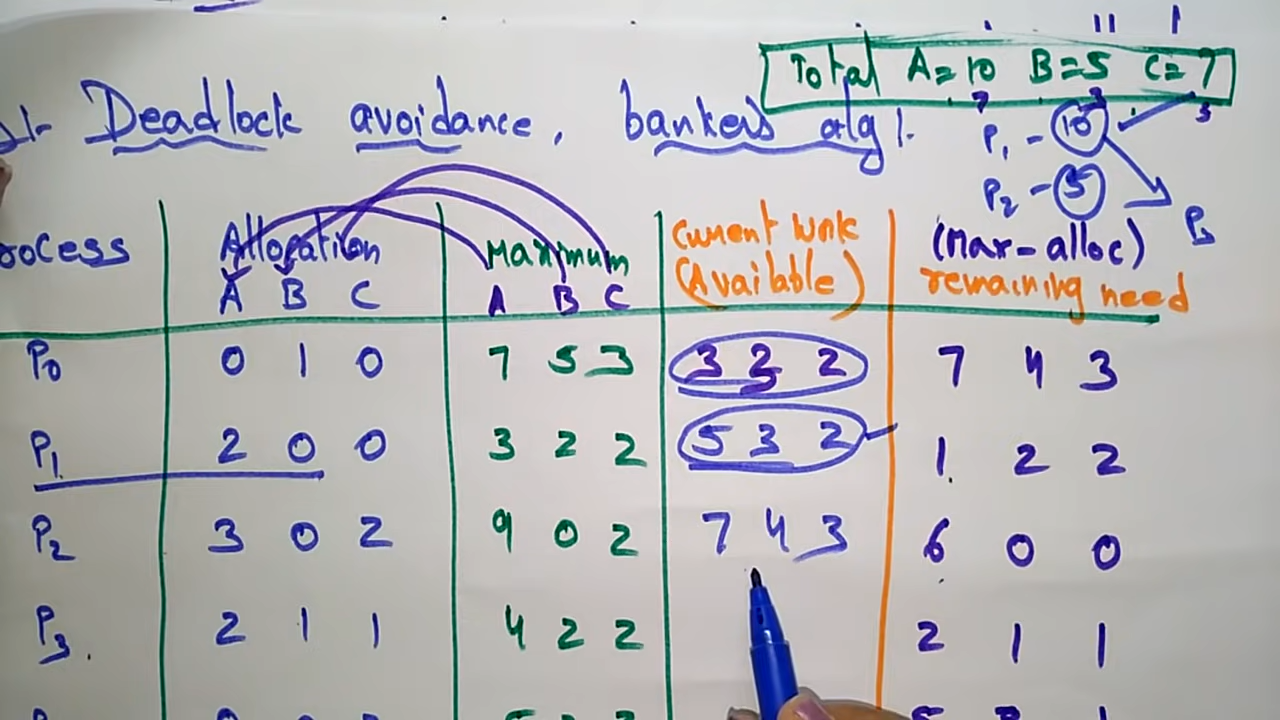 Total A=10 B=5 C=7
Deadlock avoidance, bankers alg
7 3 5
P1 - 10
P2 - 5
P3
rocess Allocation Maximum Current Work (Max-alloc)
(Available) remaining need
A B C A B C
P0 0 1 0 7 5 3 3 3 2 7 4 3
P1 2 0 0 3 2 2 5 3 2 1 2 2
P2 3 0 2 9 0 2 7 4 3 6 0 0
P3 2 1 1 4 2 2 2 1 1